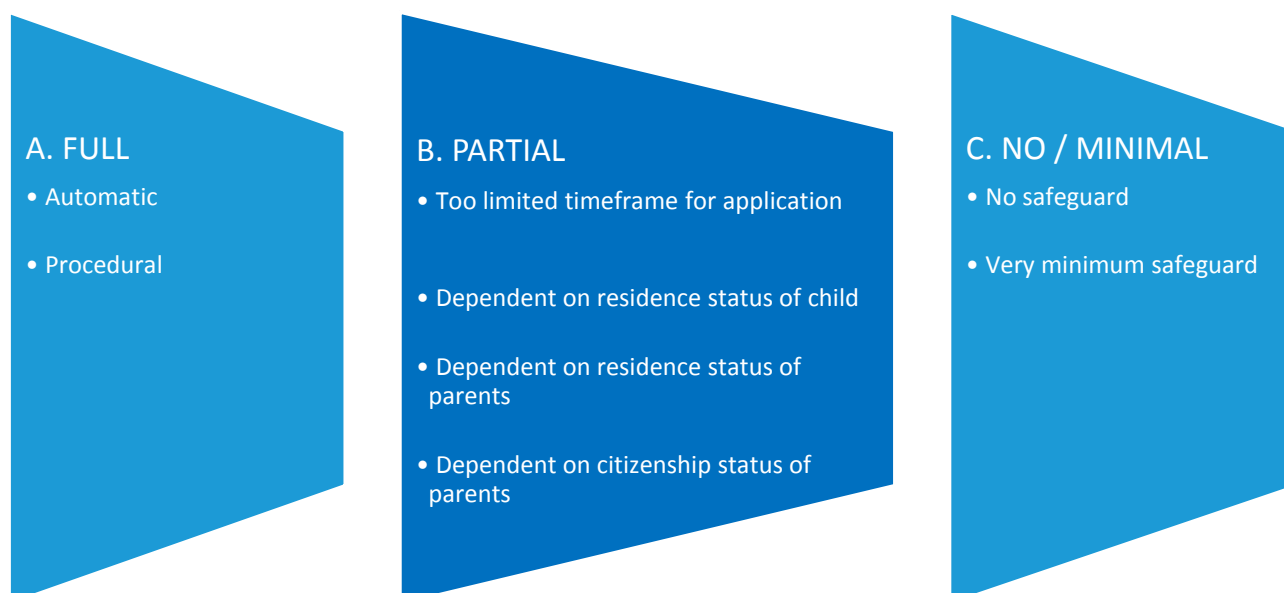 A. FULL
• Automatic
• Procedural
B. PARTIAL
• Too limited timeframe for application
• Dependent on residence status of child
• Dependent on residence status of
parents
• Dependent on citizenship status of
parents
C. NO / MINIMAL
• No safeguard
• Very minimum safeguard